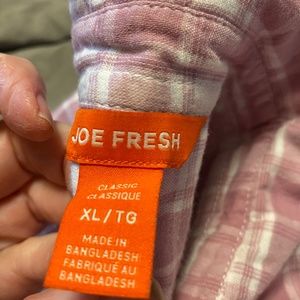 JOE FRESH
CLASSIC
CLASSIQUE
XL/TG
MADE IN
BANGLADESH
FABRIQUÉ AU
BANGLADESH